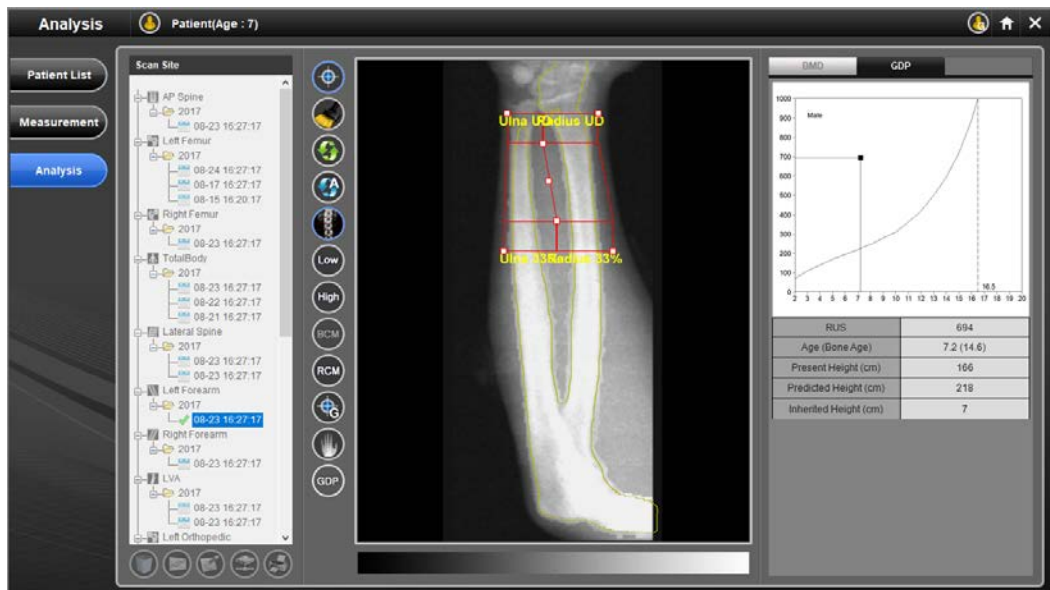 Analysis
Patient(Age : 7)
Patient List
Measurement
Analysis
Scan Site
AP Spine
2017
08-23 16:27:17
Left Femur
2017
08-24 16:27:17
08-17 16:27:17
08-15 16:20:17
Right Femur
2017
08-23 16:27:17
TotalBody
2017
08-23 16:27:17
08-22 16:27:17
08-21 16:27:17
Lateral Spine
2017
08-23 16:27:17
08-23 16:27:17
Left Forearm
2017
08-23 16:27:17
Right Forearm
2017
08-23 16:27:17
LVA
2017
08-23 16:27:17
08-23 16:27:17
Left Orthopedic
A
Low
High
BCM
RCM
G
GDP
Ulna UD Radius UD
Ulna 33% Radius 33%
BMD GDP
Male
1000
900
800
700
600
500
400
300
200
100
0
16.5
2 3 4 5 6 7 8 9 10 11 12 13 14 15 16 17 18 19 20
RUS 694
Age (Bone Age) 7.2 (14.6)
Present Height (cm) 166
Predicted Height (cm) 218
Inherited Height (cm) 7